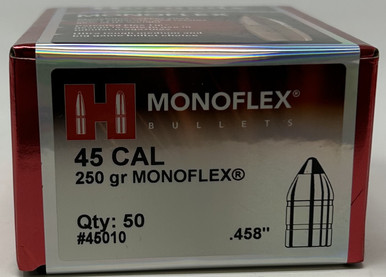 MONOFLEX®
BULLETS
45 CAL
250 gr MONOFLEX®
Qty: 50
#45010
.458"